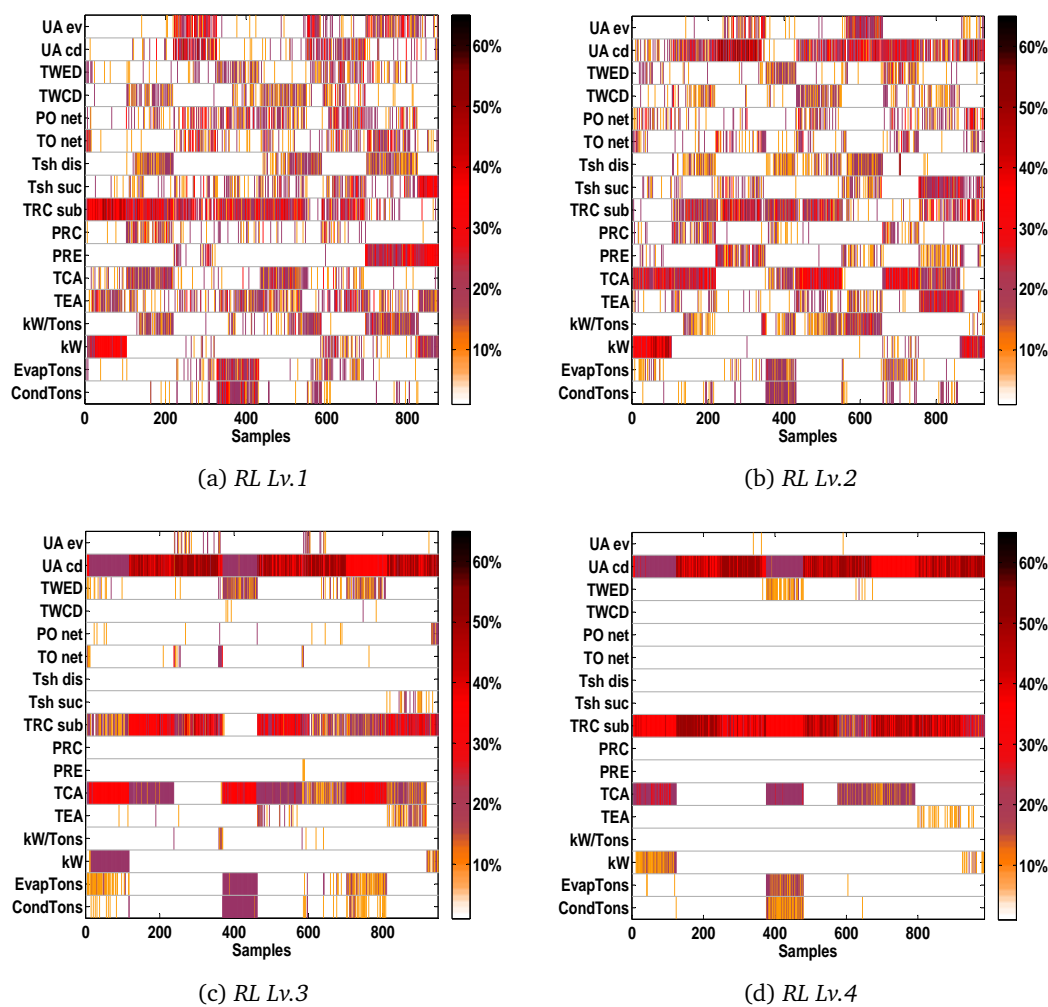 UA ev
UA cd
TWED
TWCD
PO net
TO net
Tsh dis
Tsh suc
TRC sub
PRC
PRE
TCA
TEA
kW/Tons
kW
EvapTons
CondTons
0 200 400 600 800
Samples
60%
50%
40%
30%
20%
10%
(a) RL Lv.1
UA ev
UA cd
TWED
TWCD
PO net
TO net
Tsh dis
Tsh suc
TRC sub
PRC
PRE
TCA
TEA
kW/Tons
kW
EvapTons
CondTons
0 200 400 600 800
Samples
60%
50%
40%
30%
20%
10%
(b) RL Lv.2
UA ev
UA cd
TWED
TWCD
PO net
TO net
Tsh dis
Tsh suc
TRC sub
PRC
PRE
TCA
TEA
kW/Tons
kW
EvapTons
CondTons
0 200 400 600 800
Samples
60%
50%
40%
30%
20%
10%
(c) RL Lv.3
UA ev
UA cd
TWED
TWCD
PO net
TO net
Tsh dis
Tsh suc
TRC sub
PRC
PRE
TCA
TEA
kW/Tons
kW
EvapTons
CondTons
0 200 400 600 800
Samples
60%
50%
40%
30%
20%
10%
(d) RL Lv.4